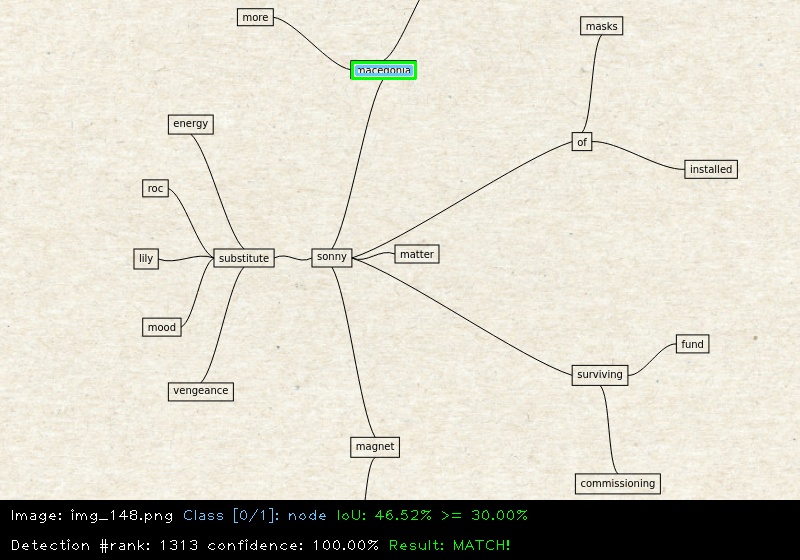 more
masks
macedonia
energy
of
installed
roc
substitute
sonny
matter
lily
mood
fund
surviving
vengeance
magnet
commissioning
Image: img_148.png Class [0/1]: node IoU: 46.52% >= 30.00%
Detection #rank: 1313 confidence: 100.00% Result: MATCH!